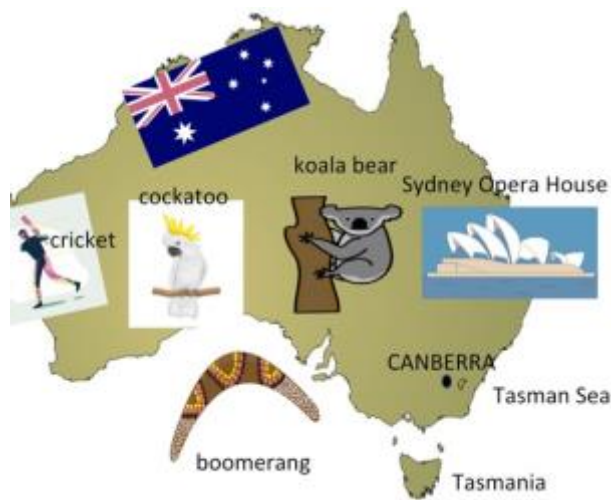 koala bear
Sydney Opera House
cockatoo
cricket
CANBERRA
Tasman Sea
boomerang
Tasmania